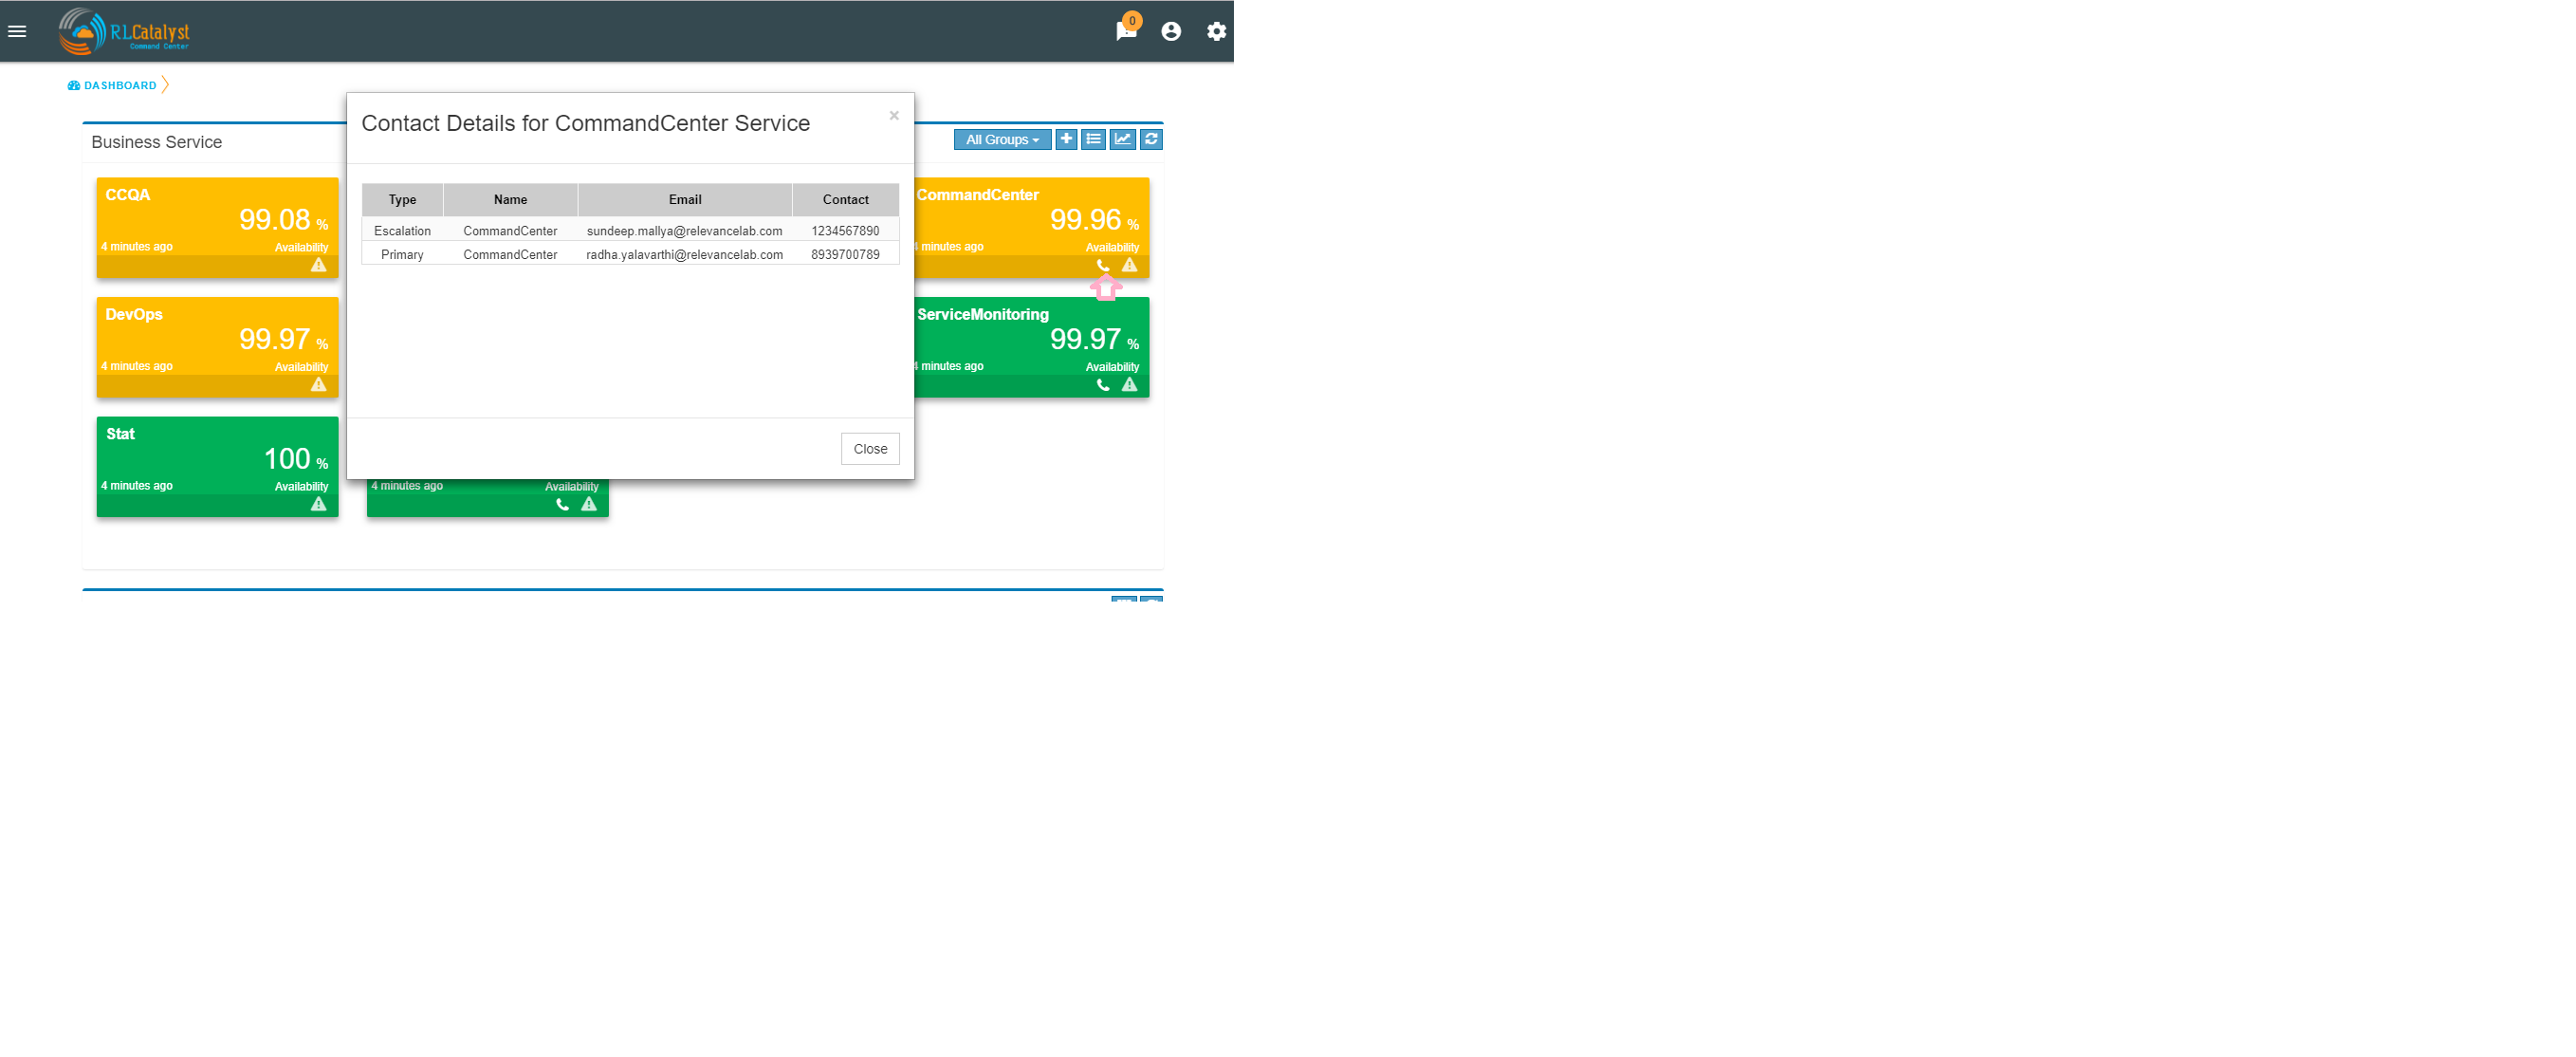 RLCatalyst
Command Center
0
DASHBOARD
Contact Details for CommandCenter Service
×
Business Service
All Groups
Type Name Email Contact
Escalation CommandCenter sundeep.mallya@relevancelab.com 1234567890
Primary CommandCenter radha.yalavarthi@relevancelab.com 8939700789
Close
CCQA
99.08 %
4 minutes ago Availability
CommandCenter
99.96 %
4 minutes ago Availability
DevOps
99.97 %
4 minutes ago Availability
ServiceMonitoring
99.97 %
4 minutes ago Availability
Stat
100 %
4 minutes ago Availability
4 minutes ago Availability